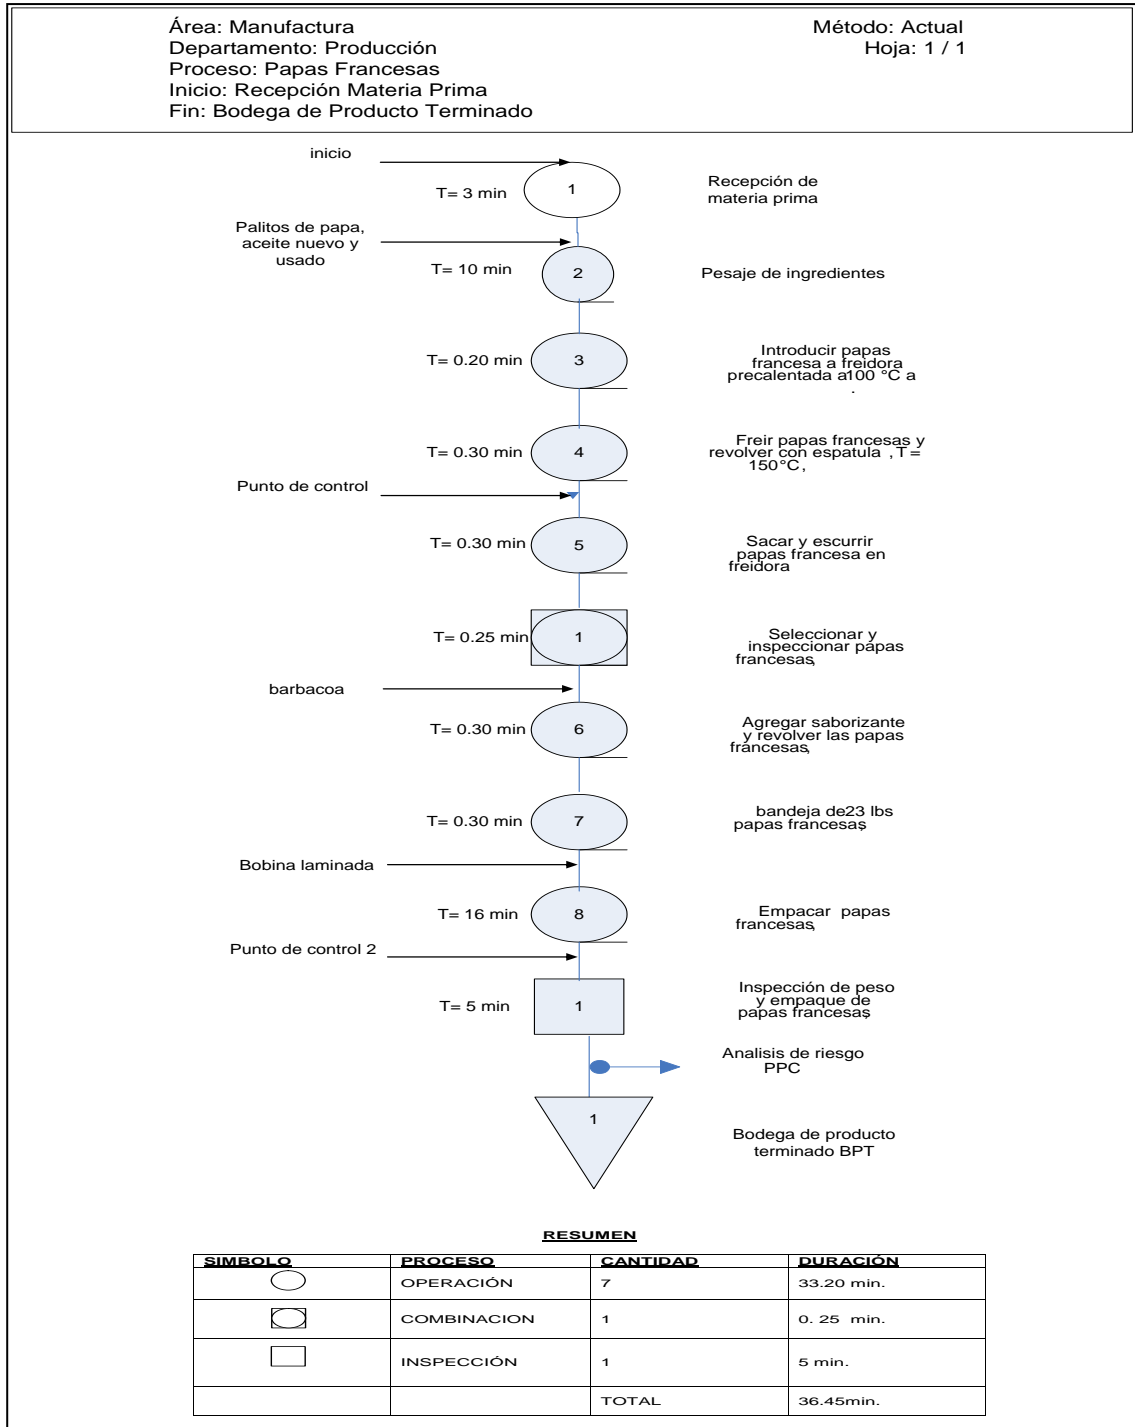 Área: Manufactura
Departamento: Producción
Proceso: Papas Francesas
Inicio: Recepción Materia Prima
Fin: Bodega de Producto Terminado
Método: Actual
Hoja: 1 / 1
inicio
T= 3 min
1
Recepción de
materia prima
Palitos de papa,
aceite nuevo y
usado
T= 10 min
2
Pesaje de ingredientes
T= 0.20 min
3
Introducir papas
francesa a freidora
precalentada a100 °C a
.
T= 0.30 min
4
Freir papas francesas y
revolver con espatula , T =
150°C,
Punto de control
T= 0.30 min
5
Sacar y escurrir
papas francesa en
freidora
T= 0.25 min
1
Seleccionar y
inspeccionar papas
francesas,
barbacoa
T= 0.30 min
6
Agregar saborizante
y revolver las papas
francesas,
T= 0.30 min
7
bandeja de23 lbs
papas francesas,
Bobina laminada
T= 16 min
8
Empacar papas
francesas,
Punto de control 2
T= 5 min
1
Inspección de peso
y empaque de
papas francesas,
Analisis de riesgo
PPC
1
Bodega de producto
terminado BPT
RESUMEN
SIMBOLO PROCESO CANTIDAD DURACIÓN
OPERACIÓN 7 33.20 min.
COMBINACION 1 0. 25 min.
INSPECCIÓN 1 5 min.
TOTAL 36.45min.